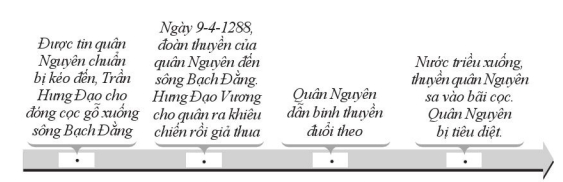 Được tin quân
Nguyên chuẩn
bị kéo đến, Trần
Hưng Đạo cho
đóng cọc gỗ xuống
sông Bạch Đằng
Ngày 9-4-1288,
đoàn thuyền của
quân Nguyên đến
sông Bạch Đằng.
Hưng Đạo Vương
cho quân ra khiêu
chiến rồi giả thua
Quân Nguyên
dẫn binh thuyền
đuổi theo
Nước triều xuống,
thuyền quân Nguyên
sa vào bãi cọc.
Quân Nguyên
bị tiêu diệt.